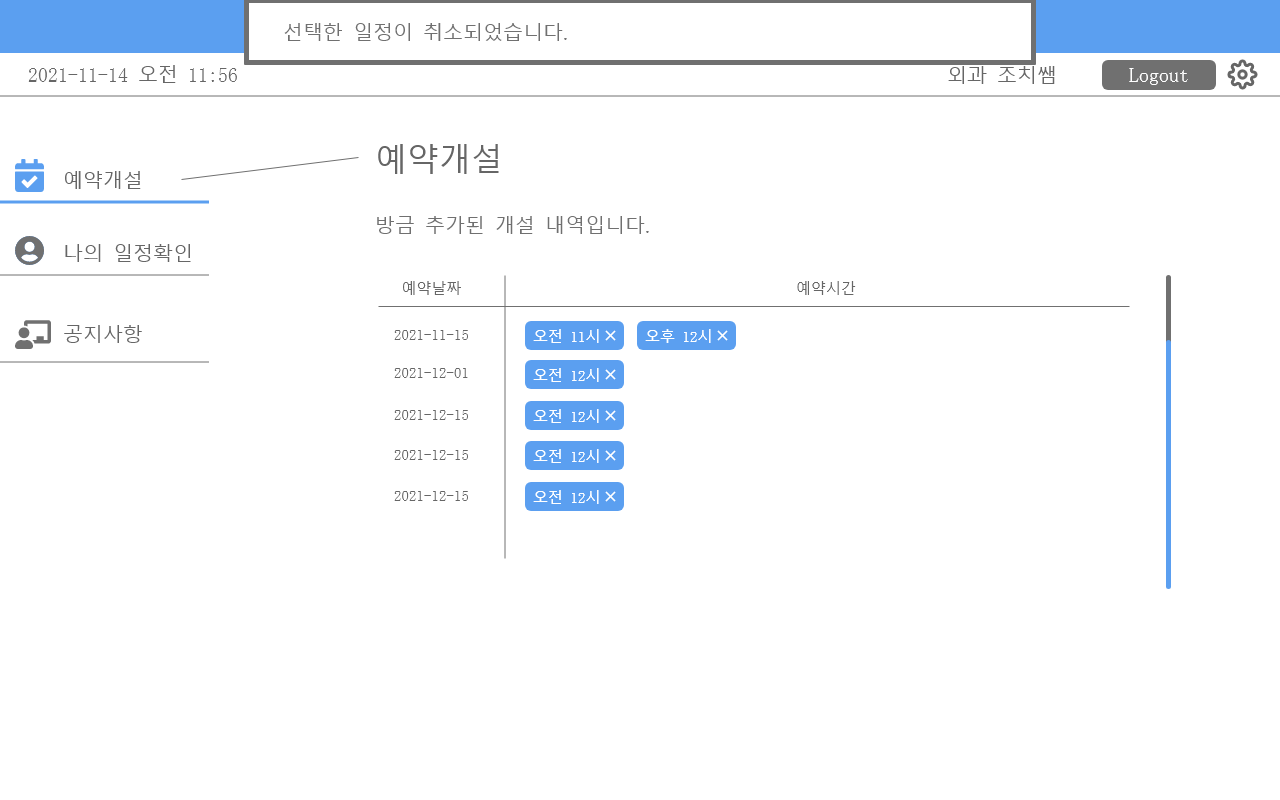 선택한 일정이 취소되었습니다.
2021-11-14 오전 11:56
외과 조치쌤
Logout
예약개설
나의 일정확인
공지사항
예약개설
방금 추가된 개설 내역입니다.
예약날짜 예약시간
2021-11-15 오전 11시 × 오후 12시 ×
2021-12-01 오전 12시 ×
2021-12-15 오전 12시 ×
2021-12-15 오전 12시 ×
2021-12-15 오전 12시 ×